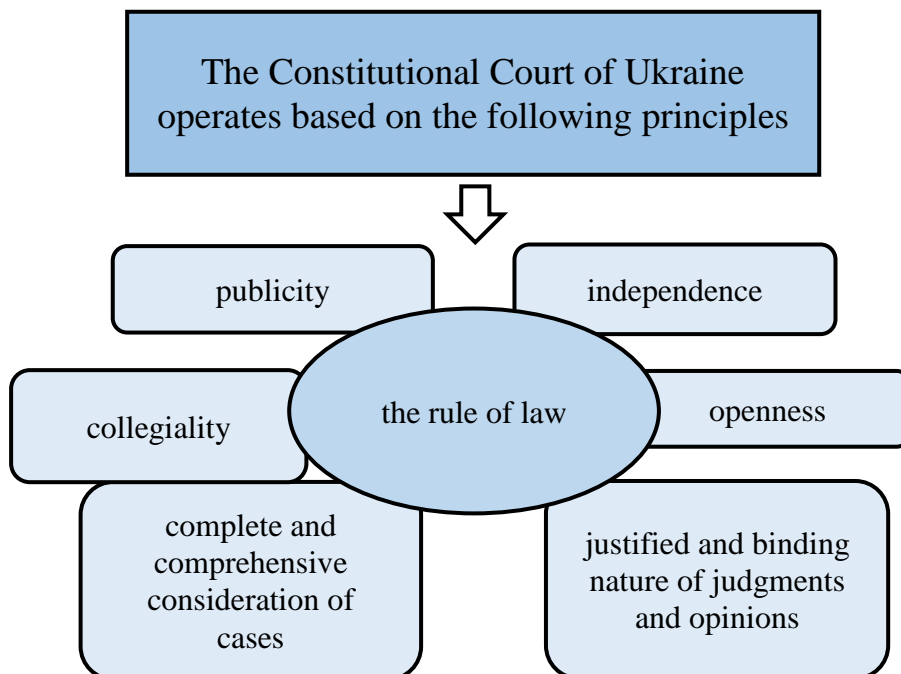 The Constitutional Court of Ukraine
operates based on the following principles
publicity
independence
the rule of law
collegiality
openness
complete and
comprehensive
consideration of
cases
justified and binding
nature of judgments
and opinions